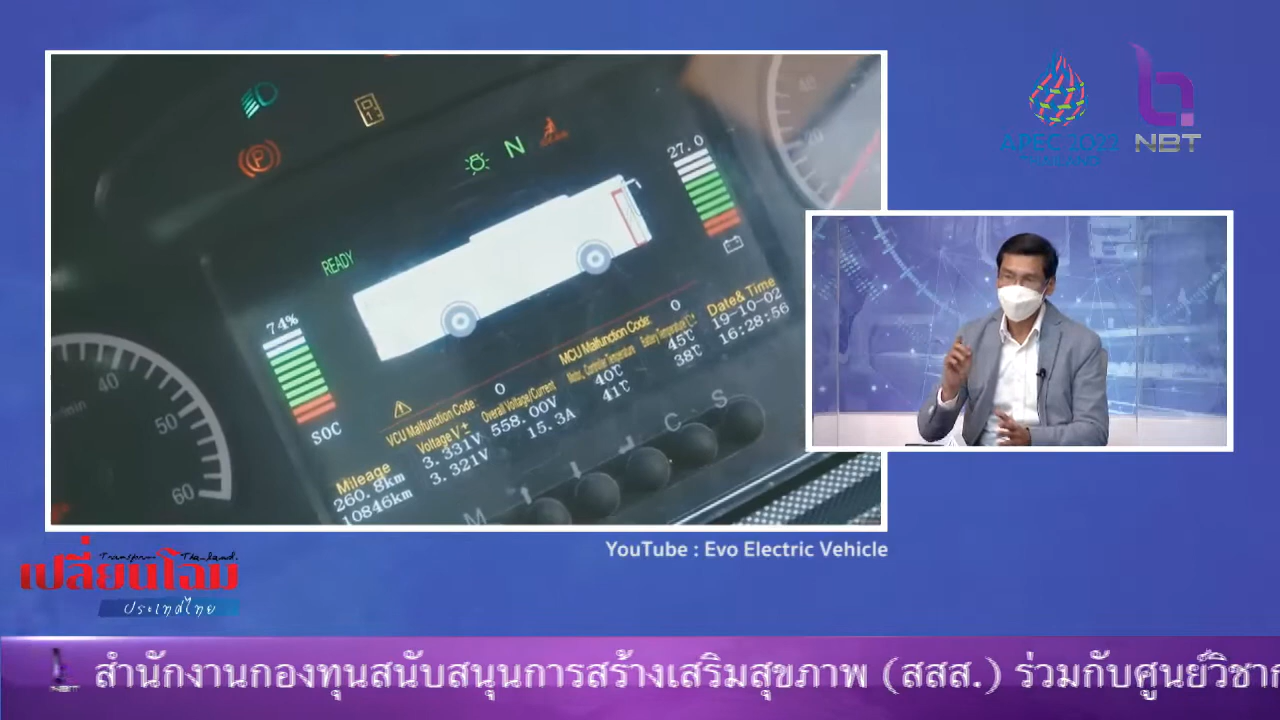 APEC 2022
THAILAND
NBT
40
20
27.0
N
READY
74%
SOC
40
50
60
VCU Malfunction Code:
0
MCU Malfunction Code:
0
Date& Time
19-10-02
16:28:56
Voltage V
3.331V
3.321V
Overall Voltage/Current
558.00V
15.3A
Motor, Controller Temperature
40℃
41℃
Battery Temperature
45℃
38℃
Mileage
260.8km
10846km
M
C
S
YouTube : Evo Electric Vehicle
Transform Thailand.
เปลี่ยนโฉม
ประเทศไทย
สำนักงานกองทุนสนับสนุนการสร้างเสริมสุขภาพ (สสส.) ร่วมกับศูนย์วิชา